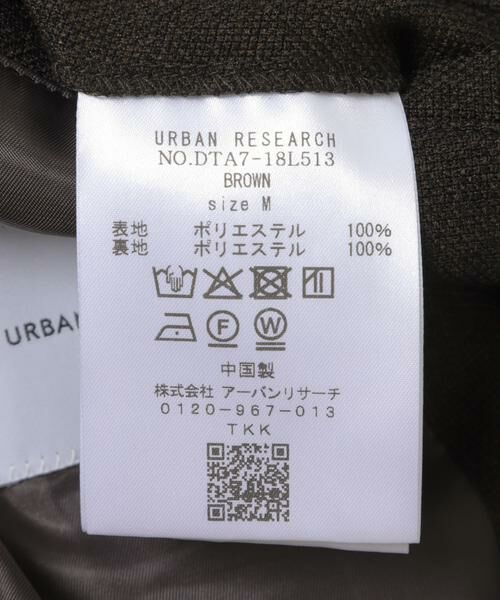 URBAN RESEARCH
NO.DTA7-18L513
BROWN
size M
表地 ポリエステル 100%
裏地 ポリエステル 100%
F W
中国製
株式会社 アーバンリサーチ
0120-967-013
TKK
URBAN